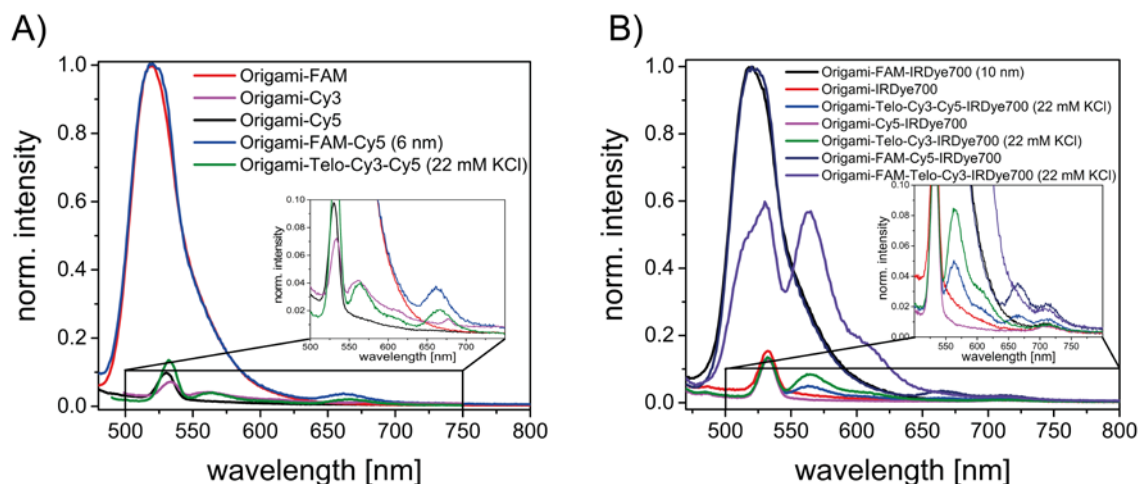 A)
B)
norm. intensity
1.0
0.8
0.6
0.4
0.2
0.0
Origami-FAM
Origami-Cy3
Origami-Cy5
Origami-FAM-Cy5 (6 nm)
Origami-Telo-Cy3-Cy5 (22 mM KCl)
norm. intensity
0.10
0.08
0.06
0.04
0.02
500 550 600 650 700
wavelength [nm]
500 550 600 650 700 750 800
wavelength [nm]
norm. intensity
1.0
0.8
0.6
0.4
0.2
0.0
Origami-FAM-IRDye700 (10 nm)
Origami-IRDye700
Origami-Telo-Cy3-Cy5-IRDye700 (22 mM KCl)
Origami-Cy5-IRDye700
Origami-Telo-Cy3-IRDye700 (22 mM KCl)
Origami-FAM-Cy5-IRDye700
Origami-FAM-Telo-Cy3-IRDye700 (22 mM KCl)
norm. intensity
0.10
0.08
0.06
0.04
0.02
0.00
550 600 650 700 750
wavelength [nm]
500 550 600 650 700 750 800
wavelength [nm]